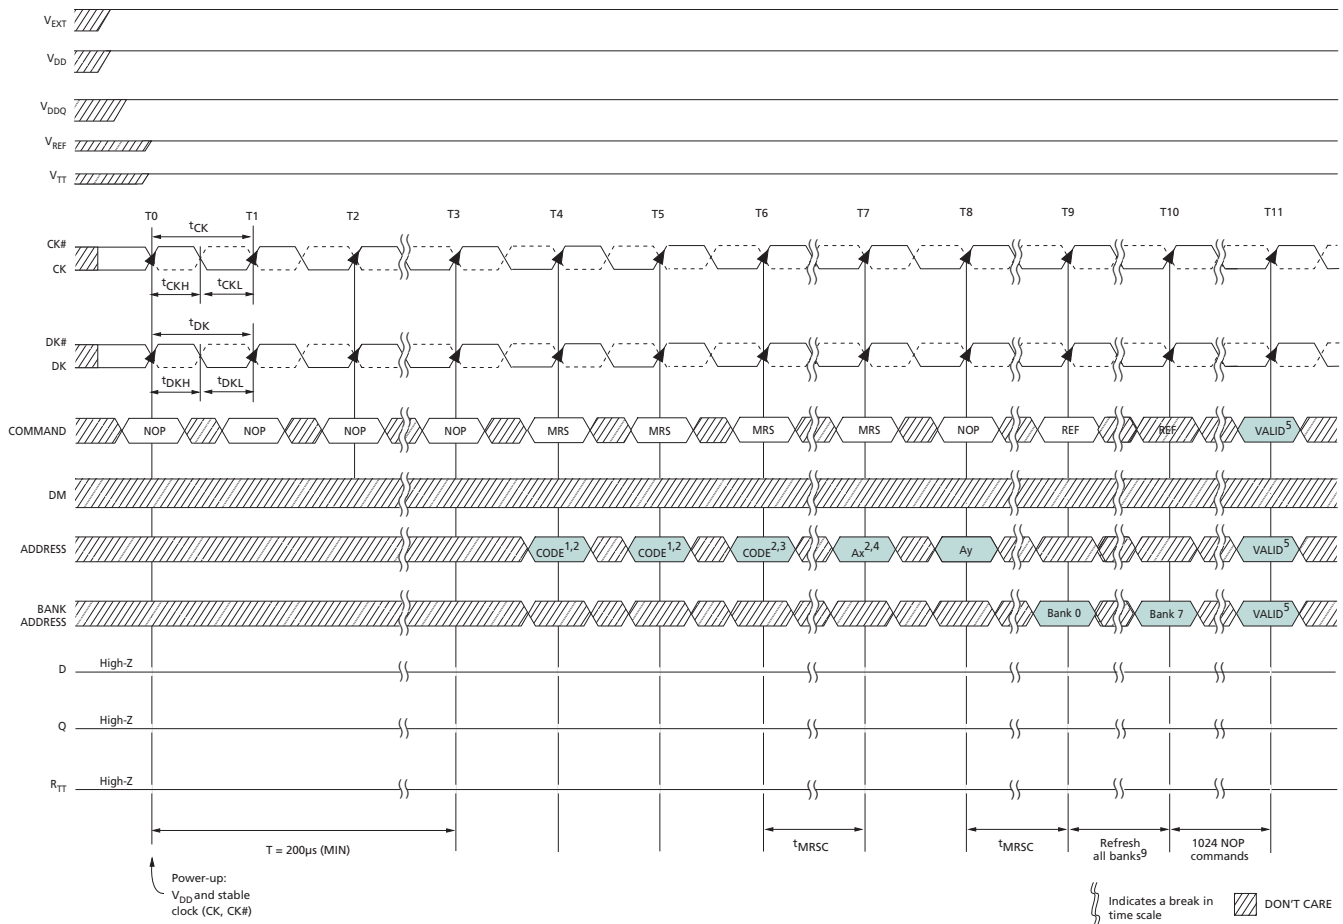 VEXT
VDD
VDDQ
VREF
VTT
T0 T1 T2 T3 T4 T5 T6 T7 T8 T9 T10 T11
tCK
CK#
CK
tCKH tCKL
tDK
DK#
DK
tDKH tDKL
COMMAND NOP NOP NOP NOP MRS MRS MRS MRS NOP REF REF VALID5
DM
ADDRESS CODE1,2 CODE1,2 CODE2,3 Ax2,4 Ay VALID5
BANK
ADDRESS Bank 0 Bank 7 VALID5
D High-Z
Q High-Z
RTT High-Z
T = 200μs (MIN) tMRSC tMRSC
Refresh
all banks9
1024 NOP
commands
Power-up:
VDD and stable
clock (CK, CK#)
Indicates a break in
time scale
DON'T CARE